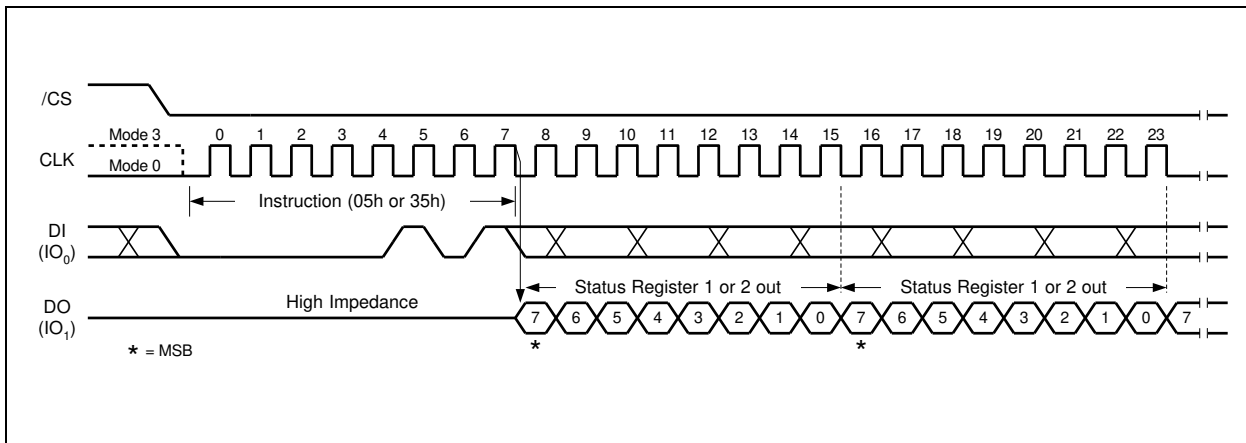 /CS
Mode 3 0 1 2 3 4 5 6 7 8 9 10 11 12 13 14 15 16 17 18 19 20 21 22 23
CLK
Mode 0
Instruction (05h or 35h)
DI
(IO0)
Status Register 1 or 2 out Status Register 1 or 2 out
High Impedance
DO
(IO1)
7 6 5 4 3 2 1 0 7 6 5 4 3 2 1 0 7
* *
* = MSB